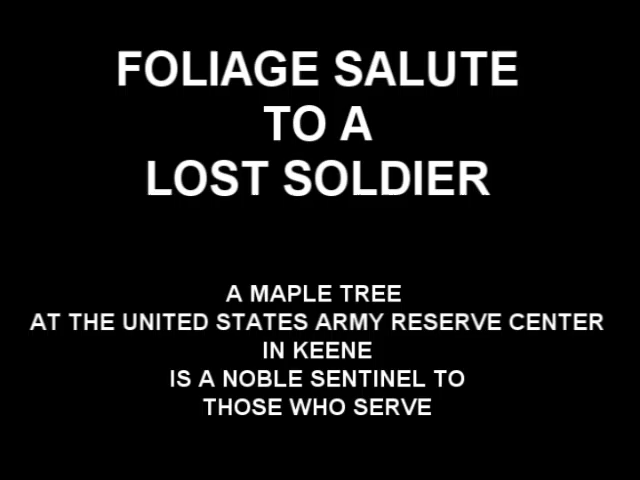 FOLIAGE SALUTE
TO A
LOST SOLDIER
A MAPLE TREE
AT THE UNITED STATES ARMY RESERVE CENTER
IN KEENE
IS A NOBLE SENTINEL TO
THOSE WHO SERVE